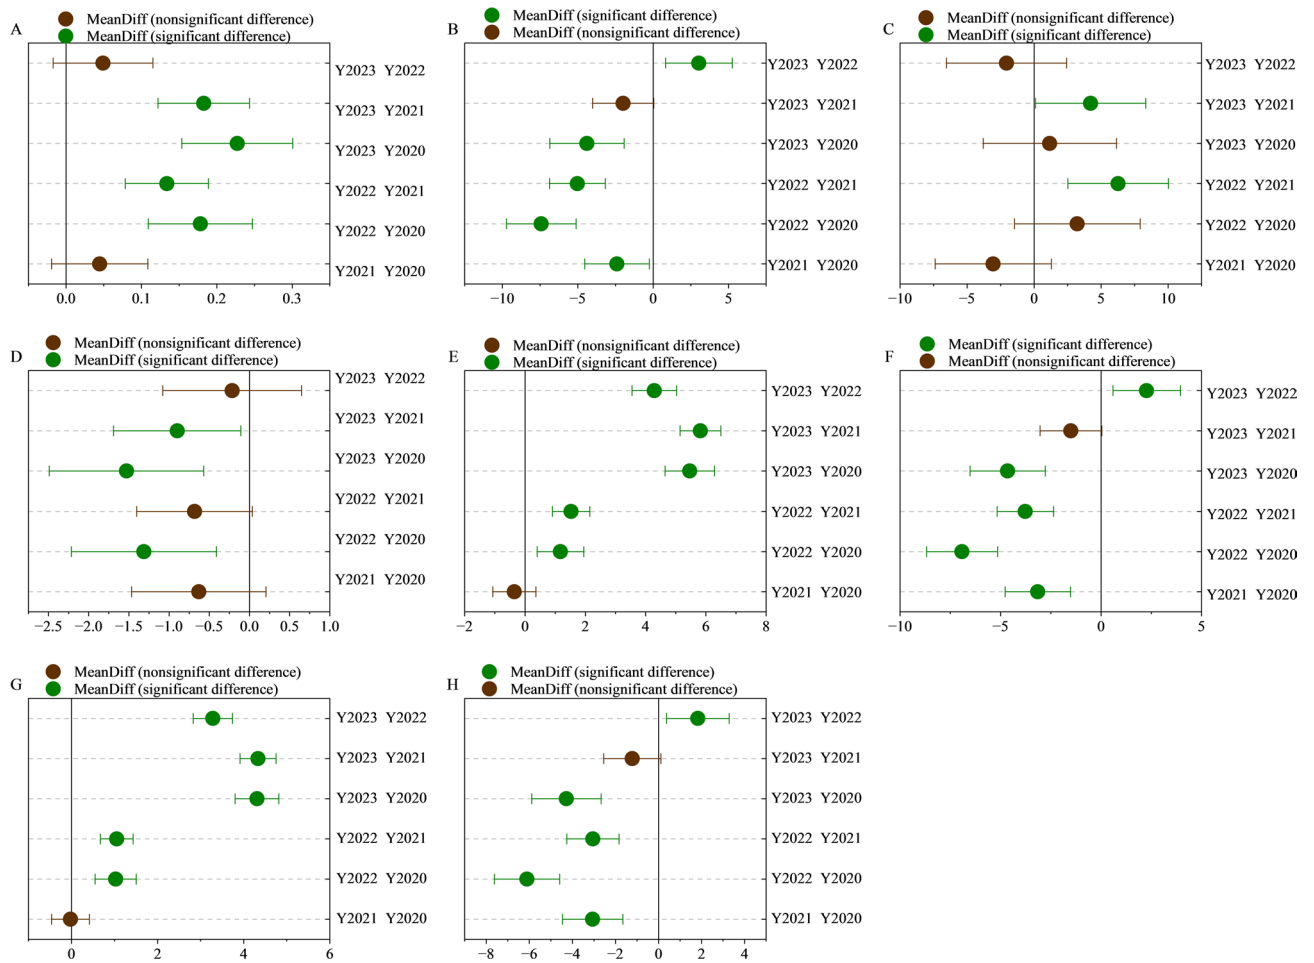 A
MeanDiff (nonsignificant difference)
MeanDiff (significant difference)
Y2023 Y2022
Y2023 Y2021
Y2023 Y2020
Y2022 Y2021
Y2022 Y2020
Y2021 Y2020
0.0 0.1 0.2 0.3
B
MeanDiff (significant difference)
MeanDiff (nonsignificant difference)
Y2023 Y2022
Y2023 Y2021
Y2023 Y2020
Y2022 Y2021
Y2022 Y2020
Y2021 Y2020
−10 −5 0 5
C
MeanDiff (nonsignificant difference)
MeanDiff (significant difference)
Y2023 Y2022
Y2023 Y2021
Y2023 Y2020
Y2022 Y2021
Y2022 Y2020
Y2021 Y2020
−10 −5 0 5 10
D
MeanDiff (nonsignificant difference)
MeanDiff (significant difference)
Y2023 Y2022
Y2023 Y2021
Y2023 Y2020
Y2022 Y2021
Y2022 Y2020
Y2021 Y2020
−2.5 −2.0 −1.5 −1.0 −0.5 0.0 0.5 1.0
E
MeanDiff (nonsignificant difference)
MeanDiff (significant difference)
Y2023 Y2022
Y2023 Y2021
Y2023 Y2020
Y2022 Y2021
Y2022 Y2020
Y2021 Y2020
−2 0 2 4 6 8
F
MeanDiff (significant difference)
MeanDiff (nonsignificant difference)
Y2023 Y2022
Y2023 Y2021
Y2023 Y2020
Y2022 Y2021
Y2022 Y2020
Y2021 Y2020
−10 −5 0 5
G
MeanDiff (nonsignificant difference)
MeanDiff (significant difference)
Y2023 Y2022
Y2023 Y2021
Y2023 Y2020
Y2022 Y2021
Y2022 Y2020
Y2021 Y2020
0 2 4 6
H
MeanDiff (significant difference)
MeanDiff (nonsignificant difference)
Y2023 Y2022
Y2023 Y2021
Y2023 Y2020
Y2022 Y2021
Y2022 Y2020
Y2021 Y2020
−8 −6 −4 −2 0 2 4